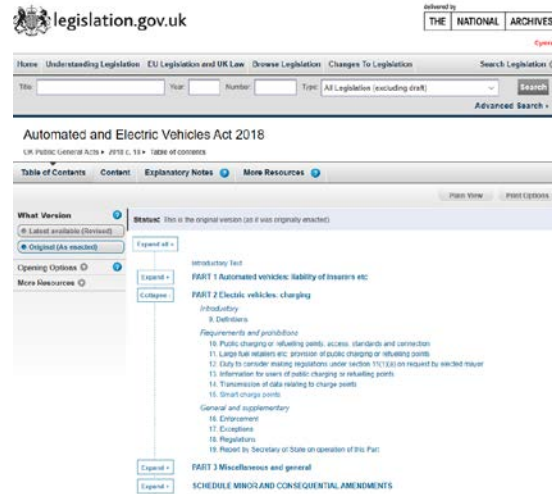 delivered by
legislation.gov.uk
THE NATIONAL ARCHIVES
Home Understanding Legislation EU Legislation and UK Law Browse Legislation Changes To Legislation Search Legislation
Title: Year: Number: Type: All Legislation (excluding draft) Search
Advanced Search
Automated and Electric Vehicles Act 2018
UK Public General Acts 2018 c. 18 Table of contents
Table of Contents Content Explanatory Notes ? More Resources ?
Plain View Print Options
What Version ?
Latest available (Revised)
Original (As enacted)
Opening Options ?
More Resources
Status: This is the original version (as it was originally enacted).
Expand all +
Introductory Text
Expand + PART 1 Automated vehicles: liability of insurers etc
Collapse - PART 2 Electric vehicles: charging
Introductory
9. Definitions
Requirements and prohibitions
10. Public charging or refuelling points: access, standards and connection
11. Large fuel retailers etc: provision of public charging or refuelling points
12. Duty to consider making regulations under section 11(1)(a) on request by elected mayor
13. Information for users of public charging or refuelling points
14. Transmission of data relating to charge points
15. Smart charge points
General and supplementary
16. Enforcement
17. Exceptions
18. Regulations
19. Report by Secretary of State on operation of this Part
Expand + PART 3 Miscellaneous and general
Expand + SCHEDULE MINOR AND CONSEQUENTIAL AMENDMENTS